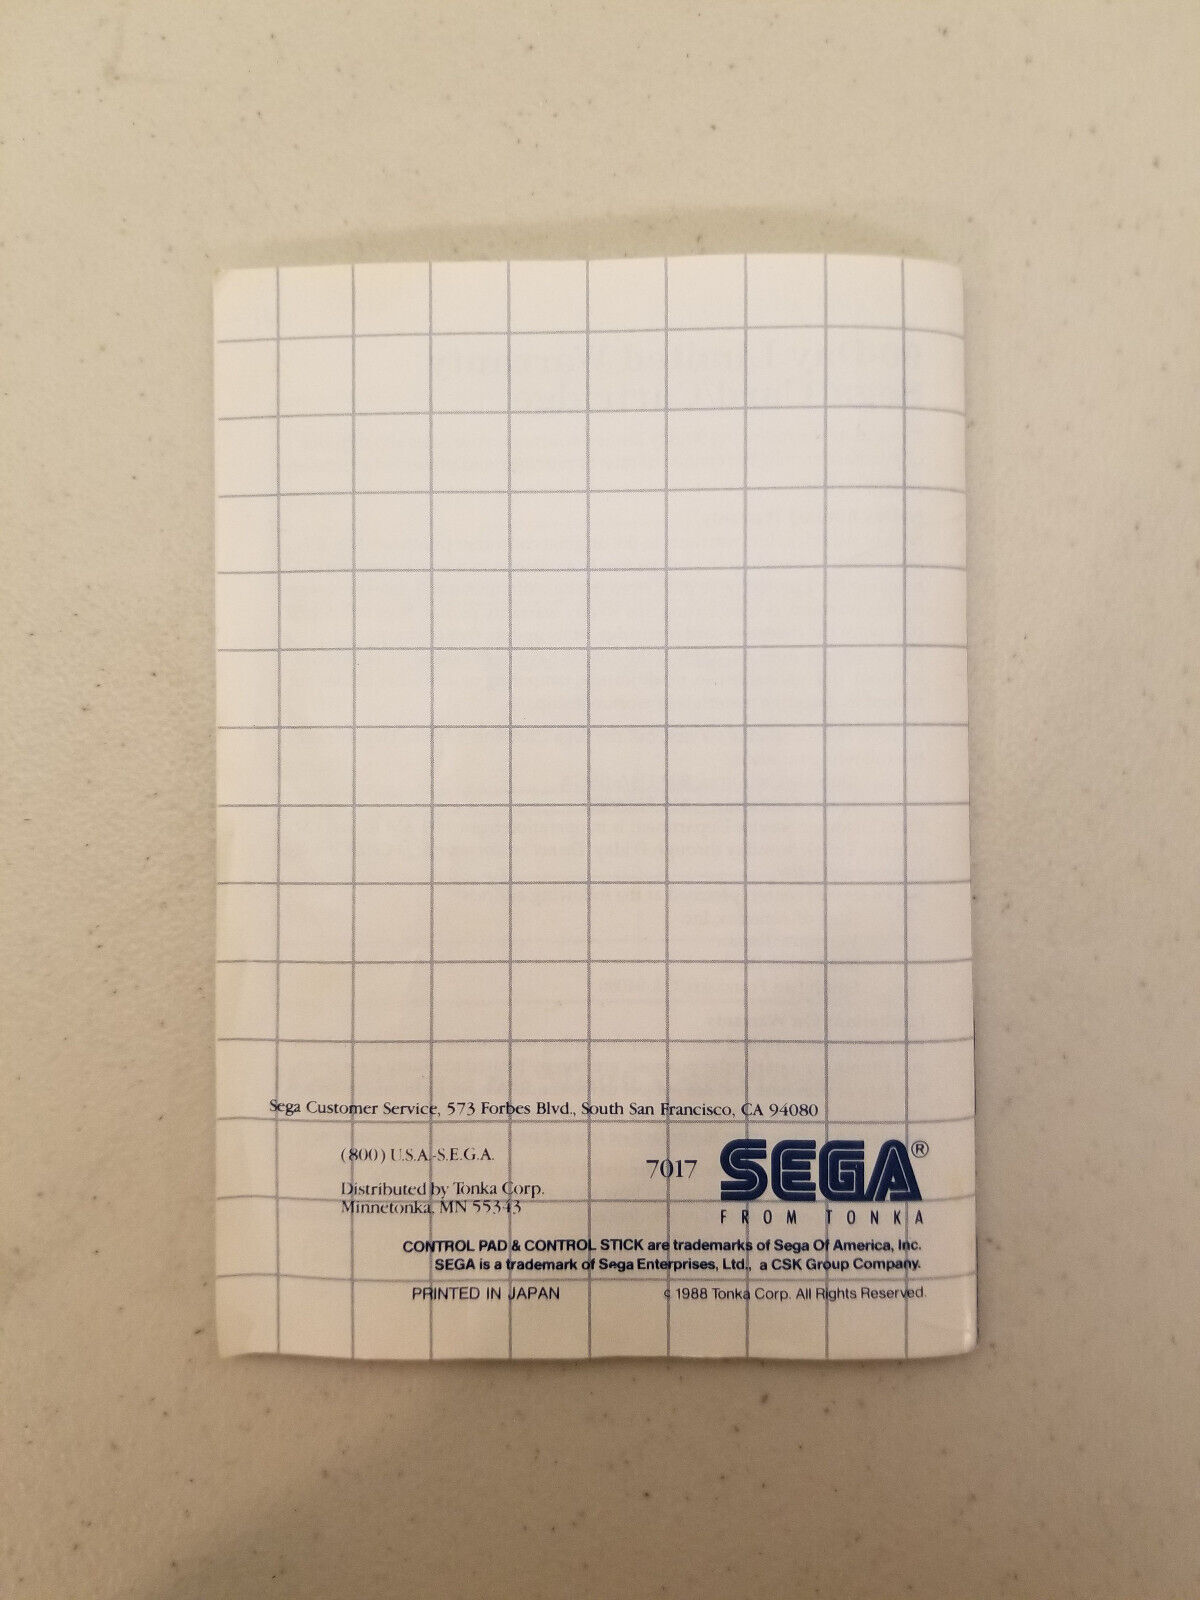 Sega Customer Service, 573 Forbes Blvd., South San Francisco, CA 94080
(800) U.S.A.-S.E.G.A.
Distributed by Tonka Corp.
Minnetonka, MN 55343
7017
SEGA®
FROM TONKA
CONTROL PAD & CONTROL STICK are trademarks of Sega Of America, Inc.
SEGA is a trademark of Sega Enterprises, Ltd., a CSK Group Company.
PRINTED IN JAPAN
© 1988 Tonka Corp. All Rights Reserved.